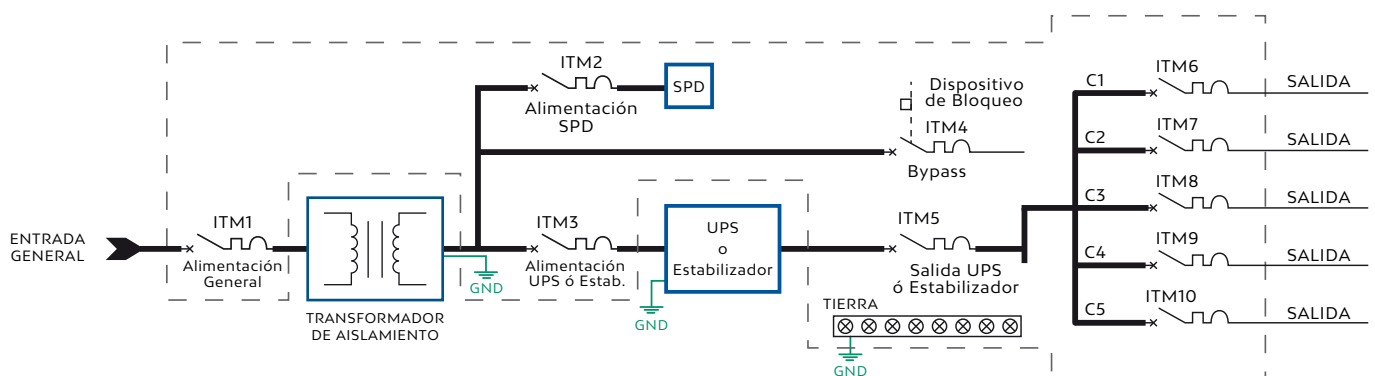 ENTRADA
GENERAL
ITM1
Alimentación
General
TRANSFORMADOR
DE AISLAMIENTO
GND
ITM2
Alimentación
SPD
SPD
ITM3
Alimentación
UPS ó Estab.
UPS
o
Estabilizador
GND
Dispositivo
de Bloqueo
ITM4
Bypass
ITM5
Salida UPS
ó Estabilizador
TIERRA
GND
C1
ITM6
SALIDA
C2
ITM7
SALIDA
C3
ITM8
SALIDA
C4
ITM9
SALIDA
C5
ITM10
SALIDA